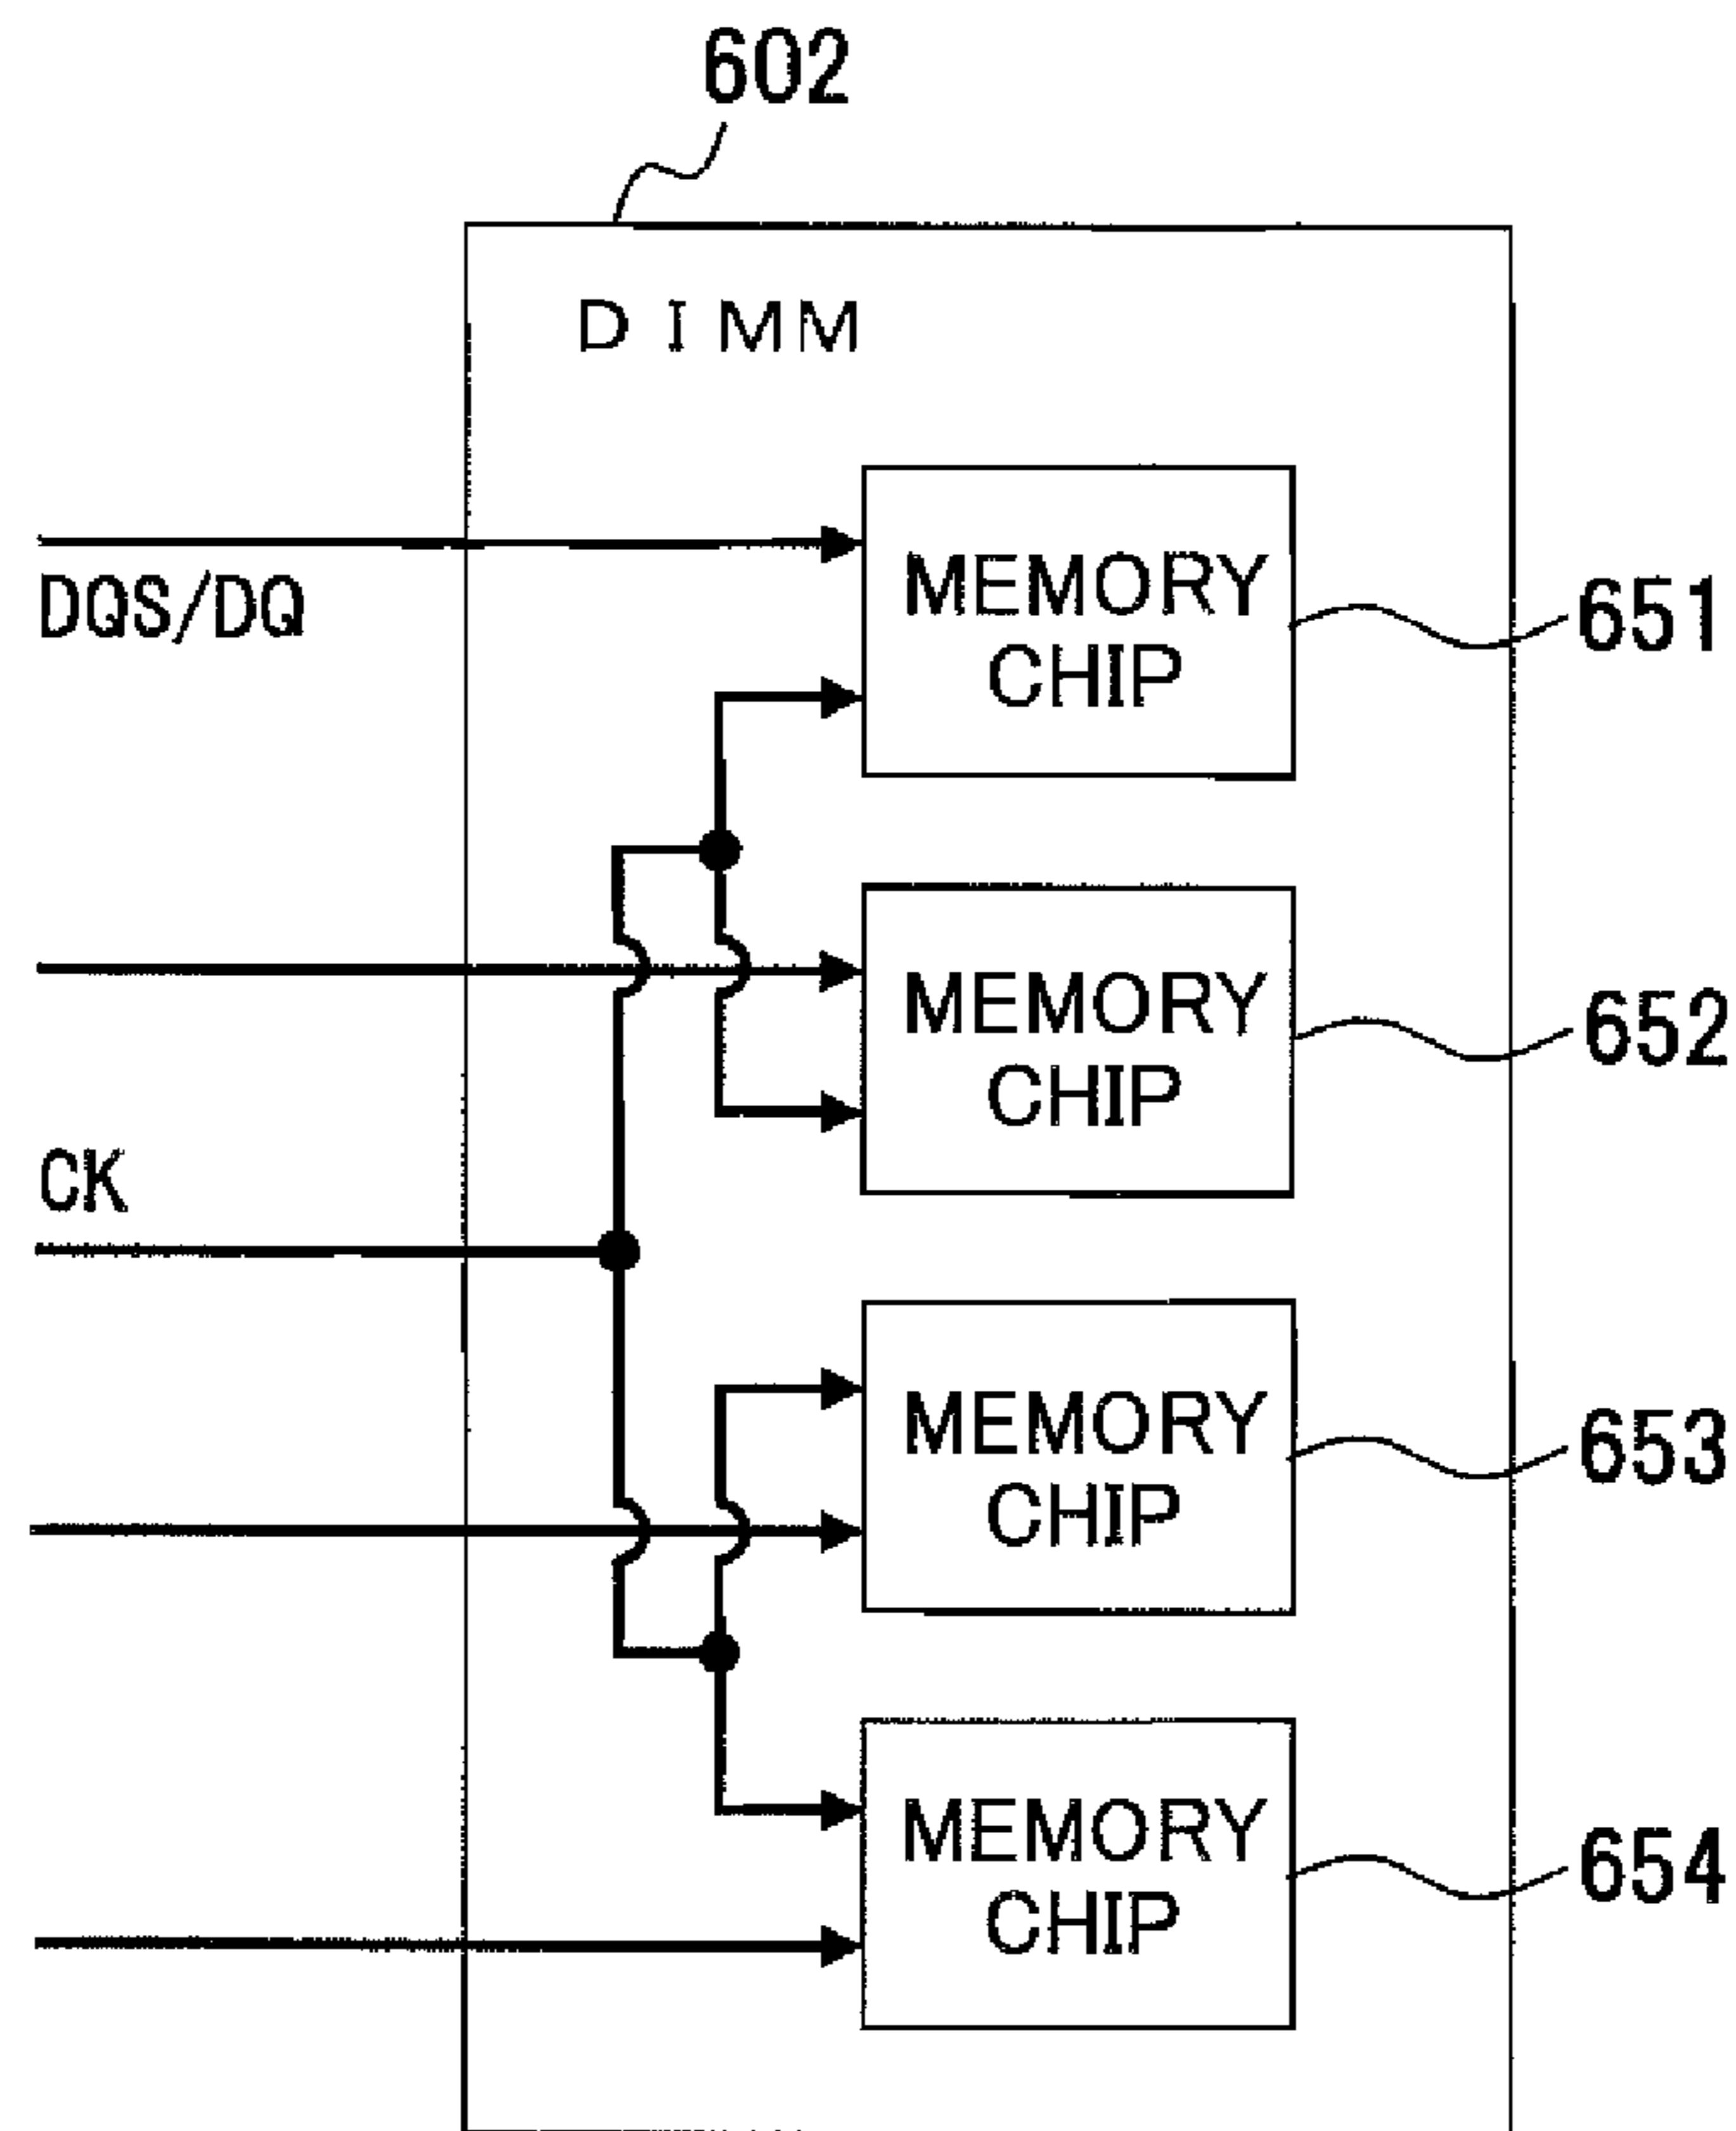 602
DIMM
DQS/DQ
MEMORY
CHIP
651
MEMORY
CHIP
652
CK
MEMORY
CHIP
653
MEMORY
CHIP
654